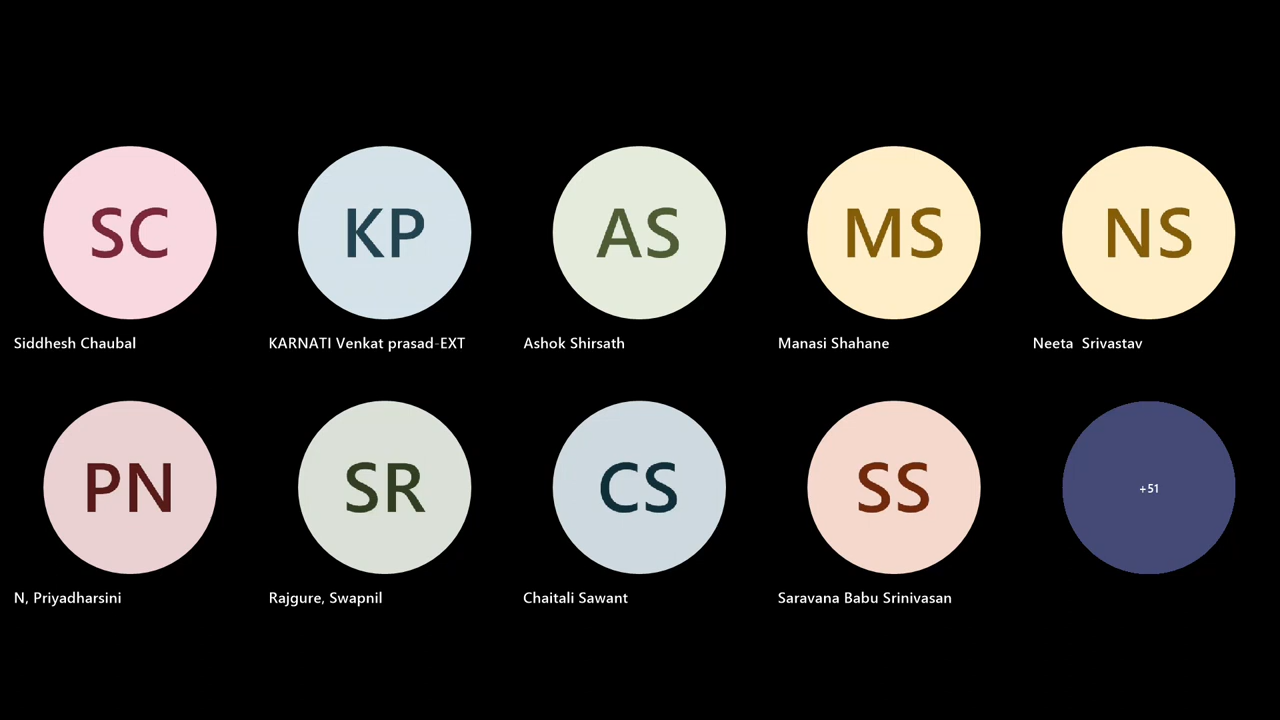 SC KP AS MS NS
Siddhesh Chaubal KARNATI Venkat prasad-EXT Ashok Shirsath Manasi Shahane Neeta  Srivastav
PN SR CS SS +51
N, Priyadharsini Rajgure, Swapnil Chaitali Sawant Saravana Babu Srinivasan